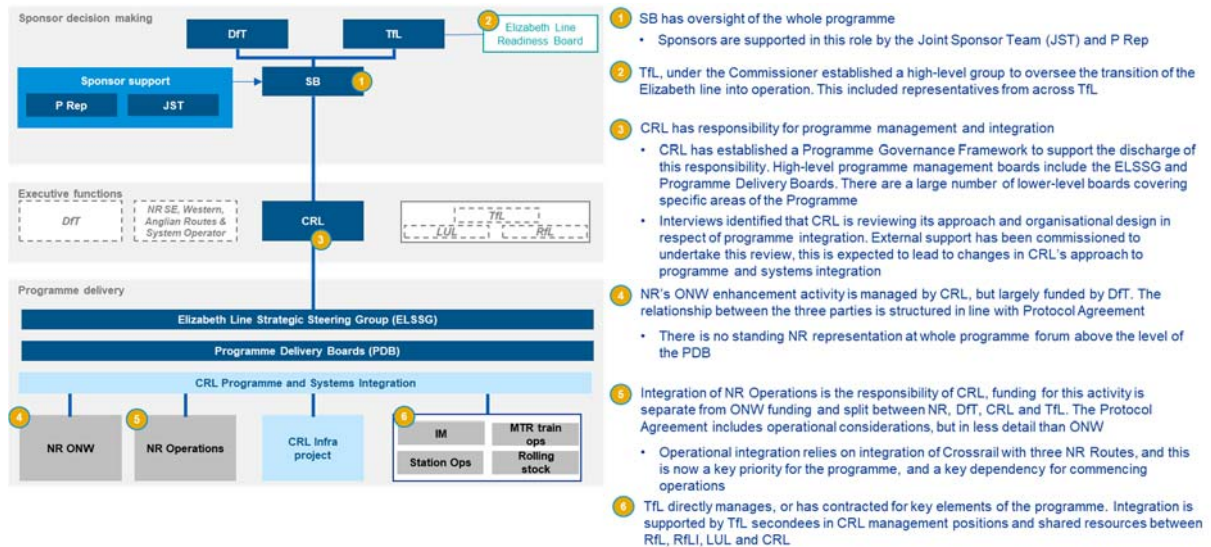 Sponsor decision making
DfT
TfL
2
Elizabeth Line
Readiness Board
Sponsor support
P Rep
JST
SB
1
Executive functions
DfT
NR SE, Western,
Anglian Routes &
System Operator
CRL
3
TfL
LUL
RfL
Programme delivery
Elizabeth Line Strategic Steering Group (ELSSG)
Programme Delivery Boards (PDB)
CRL Programme and Systems Integration
4
NR ONW
5
NR Operations
CRL Infra
project
6
IM
MTR train
ops
Station Ops
Rolling
stock
1 SB has oversight of the whole programme
• Sponsors are supported in this role by the Joint Sponsor Team (JST) and P Rep
2 TfL, under the Commissioner established a high-level group to oversee the transition of the
Elizabeth line into operation. This included representatives from across TfL
3 CRL has responsibility for programme management and integration
• CRL has established a Programme Governance Framework to support the discharge of
this responsibility. High-level programme management boards include the ELSSG and
Programme Delivery Boards. There are a large number of lower-level boards covering
specific areas of the Programme
• Interviews identified that CRL is reviewing its approach and organisational design in
respect of programme integration. External support has been commissioned to
undertake this review, this is expected to lead to changes in CRL's approach to
programme and systems integration
4 NR's ONW enhancement activity is managed by CRL, but largely funded by DfT. The
relationship between the three parties is structured in line with Protocol Agreement
• There is no standing NR representation at whole programme forum above the level of
the PDB
5 Integration of NR Operations is the responsibility of CRL, funding for this activity is
separate from ONW funding and split between NR, DfT, CRL and TfL. The Protocol
Agreement includes operational considerations, but in less detail than ONW
• Operational integration relies on integration of Crossrail with three NR Routes, and this
is now a key priority for the programme, and a key dependency for commencing
operations
6 TfL directly manages, or has contracted for key elements of the programme. Integration is
supported by TfL secondees in CRL management positions and shared resources between
RfL, RfLI, LUL and CRL